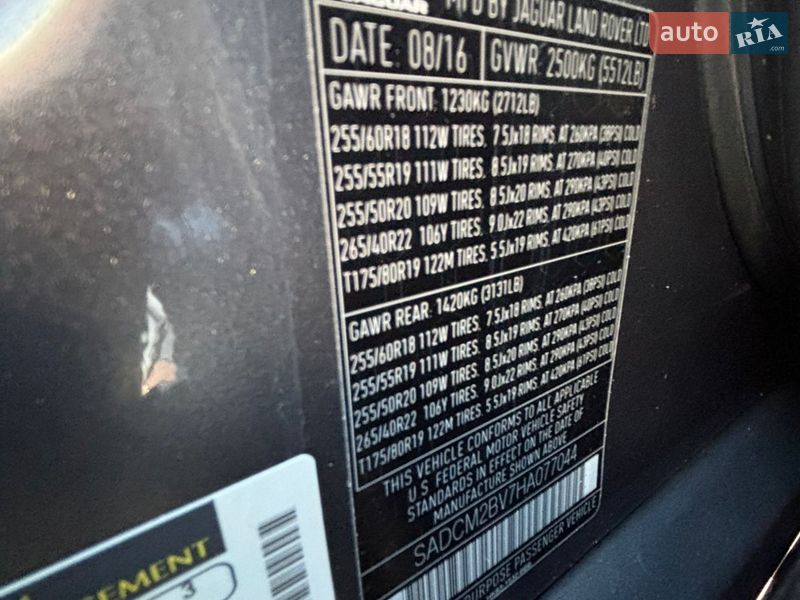 JAGUAR MFD BY JAGUAR LAND ROVER LTD
auto RIA .com
DATE: 08/16 GVWR: 2500KG (5512LB)
GAWR FRONT: 1230KG (2712LB)
255/60R18 112W TIRES, 7.5Jx18 RIMS, AT 260KPA (38PSI) COLD
255/55R19 111W TIRES, 8.5Jx19 RIMS, AT 270KPA (40PSI) COLD
255/50R20 109W TIRES, 8.5Jx20 RIMS, AT 290KPA (43PSI) COLD
265/40R22 106Y TIRES, 9.0Jx22 RIMS, AT 290KPA (43PSI) COLD
T175/80R19 122M TIRES, 5.5Jx19 RIMS, AT 420KPA (61PSI) COLD
GAWR REAR: 1420KG (3131LB)
255/60R18 112W TIRES, 7.5Jx18 RIMS, AT 260KPA (38PSI) COLD
255/55R19 111W TIRES, 8.5Jx19 RIMS, AT 270KPA (40PSI) COLD
255/50R20 109W TIRES, 8.5Jx20 RIMS, AT 290KPA (43PSI) COLD
265/40R22 106Y TIRES, 9.0Jx22 RIMS, AT 290KPA (43PSI) COLD
T175/80R19 122M TIRES, 5.5Jx19 RIMS, AT 420KPA (61PSI) COLD
THIS VEHICLE CONFORMS TO ALL APPLICABLE
U.S. FEDERAL MOTOR VEHICLE SAFETY
STANDARDS IN EFFECT ON THE DATE OF
MANUFACTURE SHOWN ABOVE
SADCM2BV7HA077044
PURPOSE PASSENGER VEHICLE
GEMENT
3